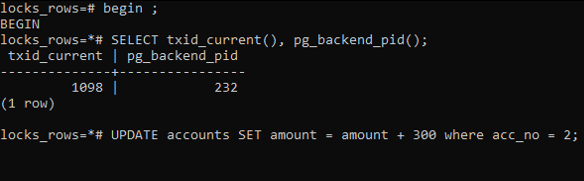 locks_rows=# begin ;
BEGIN
locks_rows=*# SELECT txid_current(), pg_backend_pid();
 txid_current | pg_backend_pid
--------------+----------------
         1098 |            232
(1 row)
locks_rows=*# UPDATE accounts SET amount = amount + 300 where acc_no = 2;